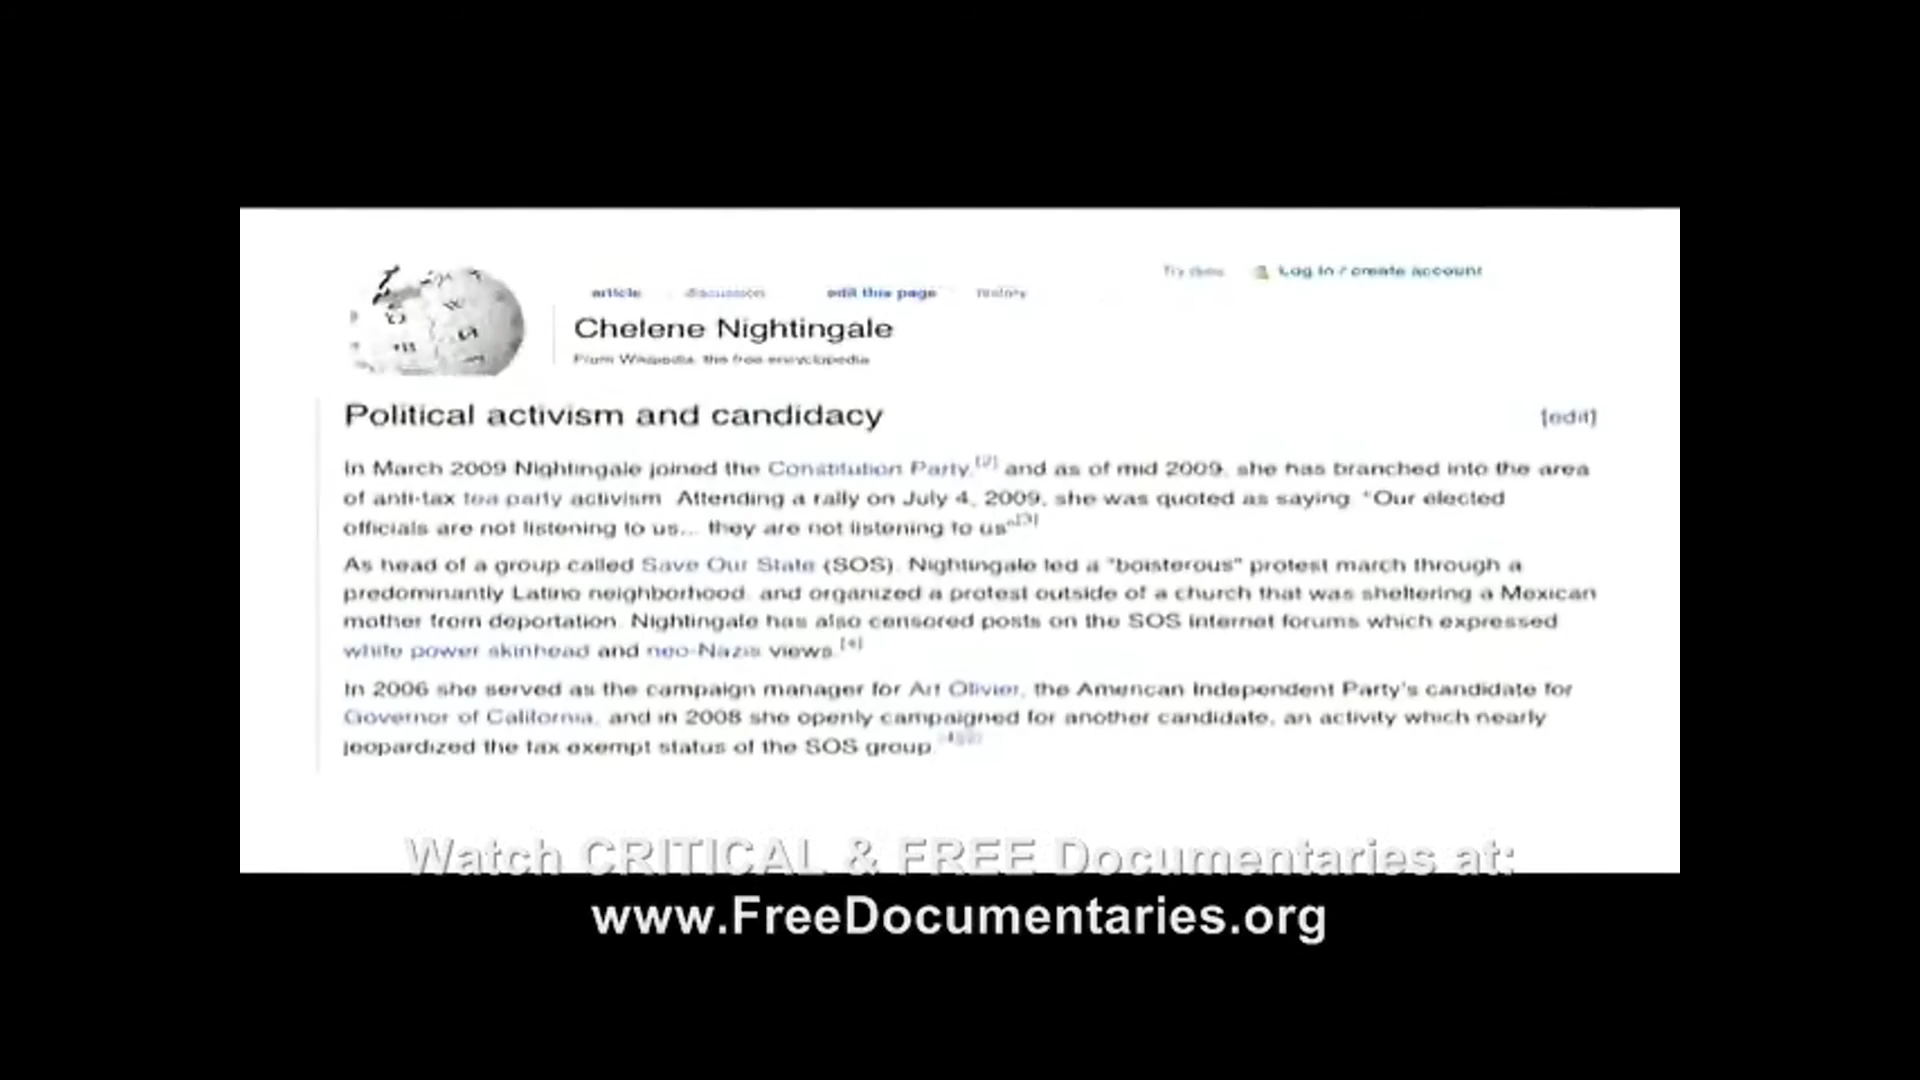 Try Beta Log in / create account
article discussion edit this page history
Chelene Nightingale
From Wikipedia, the free encyclopedia
Political activism and candidacy [edit]
In March 2009 Nightingale joined the Constitution Party,[2] and as of mid 2009, she has branched into the area
of anti-tax tea party activism. Attending a rally on July 4, 2009, she was quoted as saying "Our elected
officials are not listening to us... they are not listening to us"[3]
As head of a group called Save Our State (SOS), Nightingale led a "boisterous" protest march through a
predominantly Latino neighborhood, and organized a protest outside of a church that was sheltering a Mexican
mother from deportation. Nightingale has also censored posts on the SOS internet forums which expressed
white power skinhead and neo-Nazis views.[4]
In 2006 she served as the campaign manager for Art Olivier, the American Independent Party's candidate for
Governor of California, and in 2008 she openly campaigned for another candidate, an activity which nearly
jeopardized the tax exempt status of the SOS group.
Watch CRITICAL & FREE Documentaries at:
www.FreeDocumentaries.org